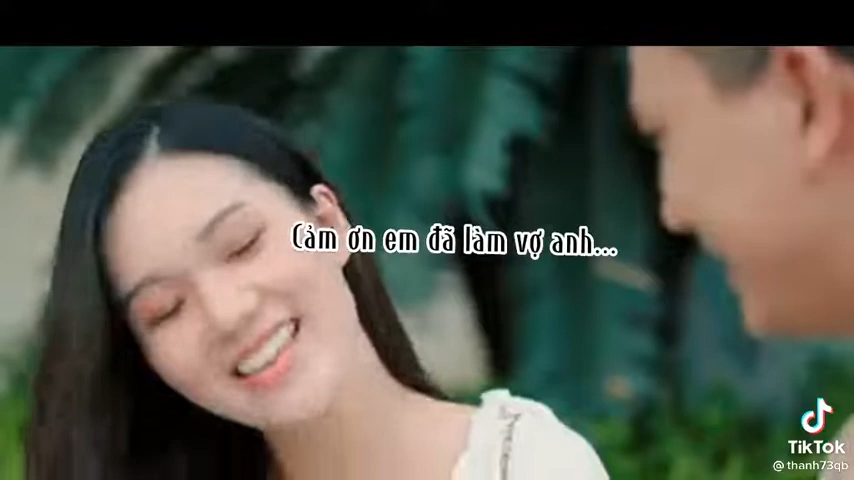 Cảm ơn em đã làm vợ anh...
TikTok
@thanh73qb